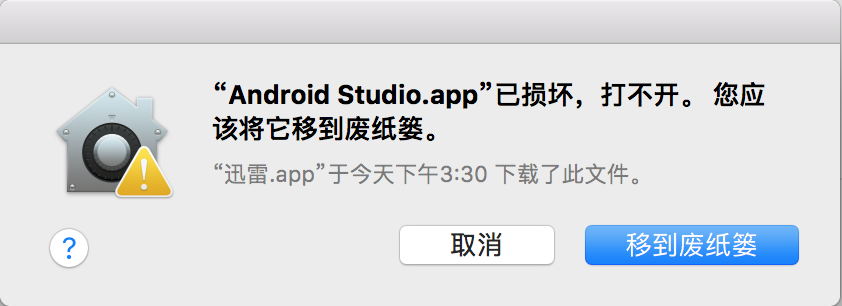 “Android Studio.app”已损坏，打不开。 您应
该将它移到废纸篓。
“迅雷.app”于今天下午3:30 下载了此文件。
?
取消
移到废纸篓